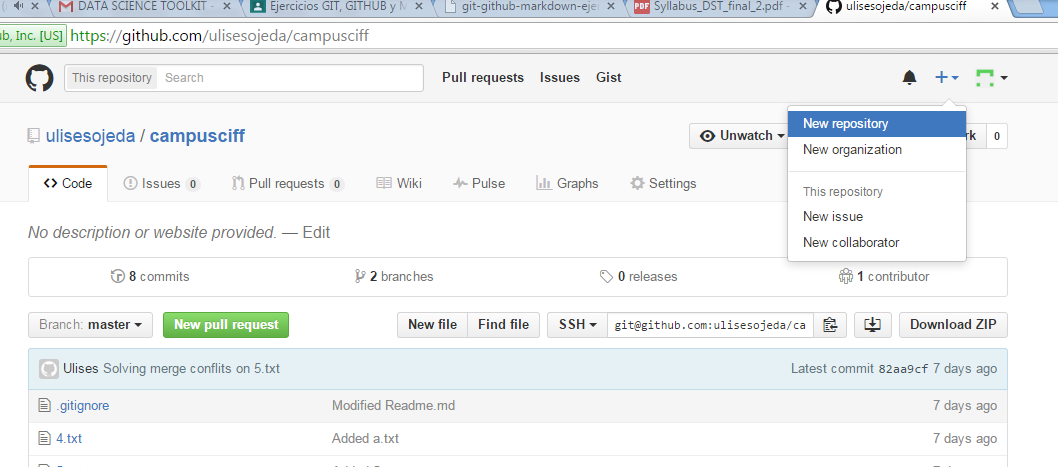 DATA SCIENCE TOOLKIT -
Ejercicios GIT, GITHUB y M
git-github-markdown-eje
PDF
Syllabus_DST_final_2.pdf -
ulisesojeda/campusciff
ub, Inc. [US]
https://github.com/ulisesojeda/campusciff
This repository
Search
Pull requests
Issues
Gist
ulisesojeda / campusciff
Unwatch
rk
0
New repository
New organization
This repository
New issue
New collaborator
Code
Issues 0
Pull requests 0
Wiki
Pulse
Graphs
Settings
No description or website provided. — Edit
8 commits
2 branches
0 releases
1 contributor
Branch: master
New pull request
New file
Find file
SSH
git@github.com:ulisesojeda/ca
Download ZIP
Ulises Solving merge conflits on 5.txt
Latest commit 82aa9cf 7 days ago
.gitignore
Modified Readme.md
7 days ago
4.txt
Added a.txt
7 days ago